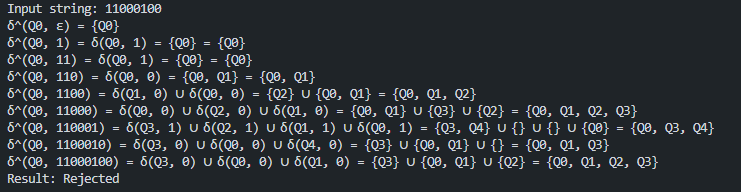 Input string: 11000100
δ^(Q0, ε) = {Q0}
δ^(Q0, 1) = δ(Q0, 1) = {Q0} = {Q0}
δ^(Q0, 11) = δ(Q0, 1) = {Q0} = {Q0}
δ^(Q0, 110) = δ(Q0, 0) = {Q0, Q1} = {Q0, Q1}
δ^(Q0, 1100) = δ(Q1, 0) ∪ δ(Q0, 0) = {Q2} ∪ {Q0, Q1} = {Q0, Q1, Q2}
δ^(Q0, 11000) = δ(Q0, 0) ∪ δ(Q2, 0) ∪ δ(Q1, 0) = {Q0, Q1} ∪ {Q3} ∪ {Q2} = {Q0, Q1, Q2, Q3}
δ^(Q0, 110001) = δ(Q3, 1) ∪ δ(Q2, 1) ∪ δ(Q1, 1) ∪ δ(Q0, 1) = {Q3, Q4} ∪ {} ∪ {} ∪ {Q0} = {Q0, Q3, Q4}
δ^(Q0, 1100010) = δ(Q3, 0) ∪ δ(Q0, 0) ∪ δ(Q4, 0) = {Q3} ∪ {Q0, Q1} ∪ {} = {Q0, Q1, Q3}
δ^(Q0, 11000100) = δ(Q3, 0) ∪ δ(Q0, 0) ∪ δ(Q1, 0) = {Q3} ∪ {Q0, Q1} ∪ {Q2} = {Q0, Q1, Q2, Q3}
Result: Rejected